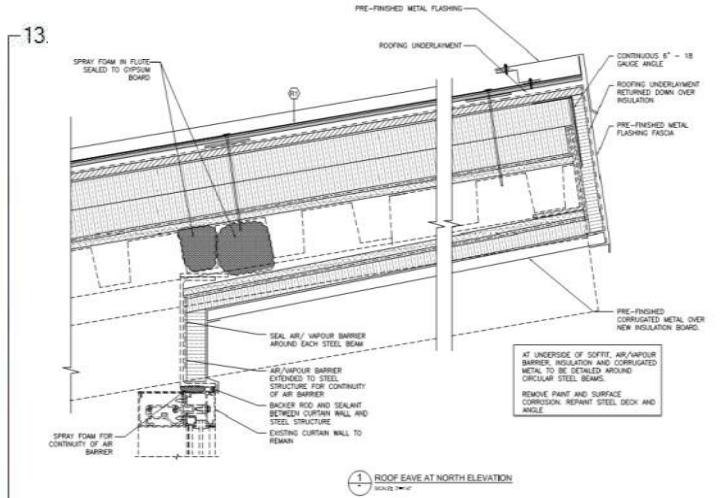 13.
PRE-FINISHED METAL FLASHING
ROOFING UNDERLAYMENT
SPRAY FOAM IN FLUTE
SEALED TO GYPSUM
BOARD
R1
CONTINUOUS 6" - 18
GAUGE ANGLE
ROOFING UNDERLAYMENT
RETURNED DOWN OVER
INSULATION
PRE-FINISHED METAL
FLASHING FASCIA
SEAL AIR/ VAPOUR BARRIER
AROUND EACH STEEL BEAM
AIR/VAPOUR BARRIER
EXTENDED TO STEEL
STRUCTURE FOR CONTINUITY
OF AIR BARRIER
BACKER ROD AND SEALANT
BETWEEN CURTAIN WALL AND
STEEL STRUCTURE
EXISTING CURTAIN WALL TO
REMAIN
SPRAY FOAM FOR
CONTINUITY OF AIR
BARRIER
PRE-FINISHED
CORRUGATED METAL OVER
NEW INSULATION BOARD.
AT UNDERSIDE OF SOFFIT, AIR/VAPOUR
BARRIER, INSULATION AND CORRUGATED
METAL TO BE DETAILED AROUND
CIRCULAR STEEL BEAMS.
REMOVE PAINT AND SURFACE
CORROSION. REPAINT STEEL DECK AND
ANGLE
1
ROOF EAVE AT NORTH ELEVATION